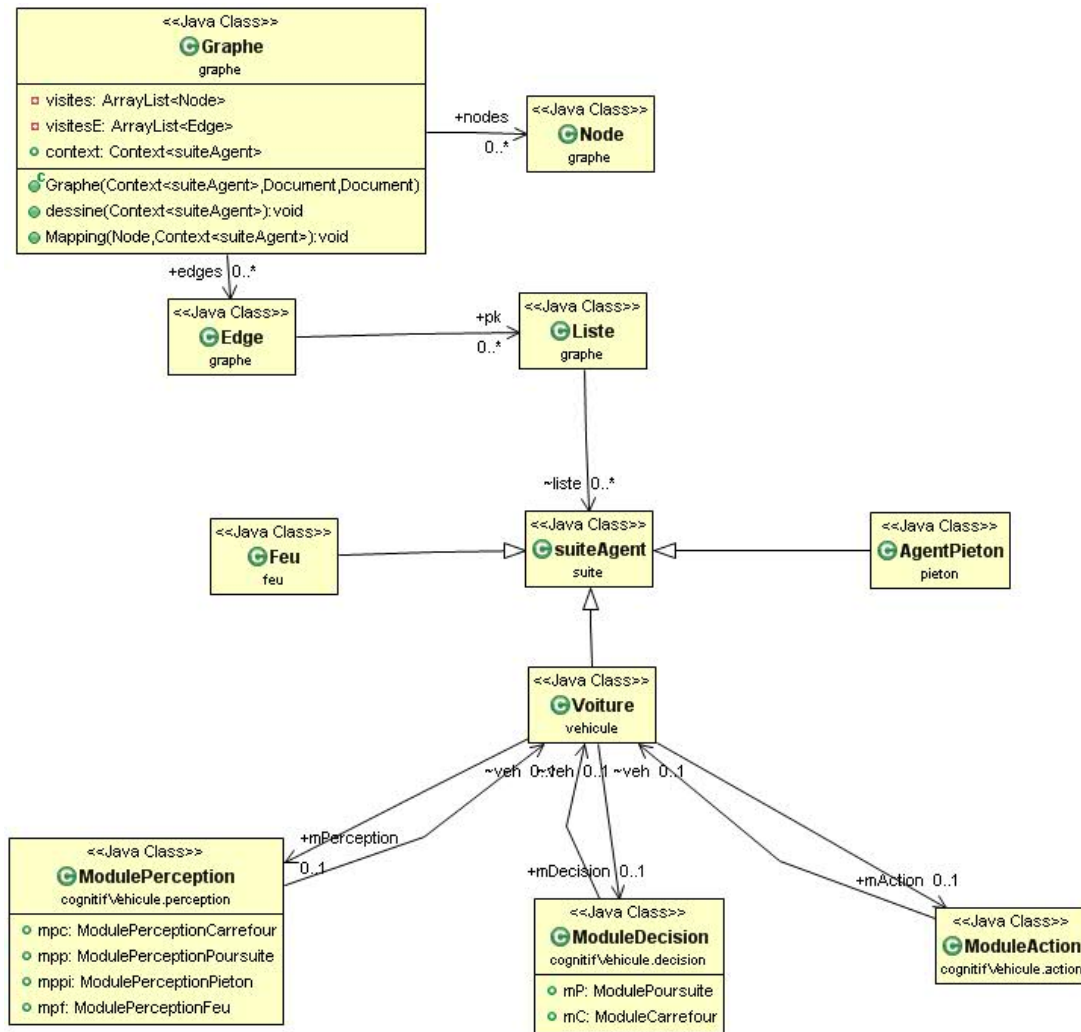 <<Java Class>>
Graphe
graphe
visites: ArrayList<Node>
visitesE: ArrayList<Edge>
context: Context<suiteAgent>
Graphe(Context<suiteAgent>,Document,Document)
dessine(Context<suiteAgent>):void
Mapping(Node,Context<suiteAgent>):void
+nodes
0..*
<<Java Class>>
Node
graphe
+edges 0..*
<<Java Class>>
Edge
graphe
+pk
0..*
<<Java Class>>
Liste
graphe
~liste 0..*
<<Java Class>>
Feu
feu
<<Java Class>>
suiteAgent
suite
<<Java Class>>
AgentPieton
pieton
<<Java Class>>
Voiture
vehicule
~veh 0..1
~veh 0..1
~veh 0..1
+mPerception
0..1
+mDecision 0..1
+mAction 0..1
<<Java Class>>
ModulePerception
cognitifVehicule.perception
mpc: ModulePerceptionCarrefour
mpp: ModulePerceptionPoursuite
mppi: ModulePerceptionPieton
mpf: ModulePerceptionFeu
<<Java Class>>
ModuleDecision
cognitifVehicule.decision
mP: ModulePoursuite
mC: ModuleCarrefour
<<Java Class>>
ModuleAction
cognitifVehicule.action